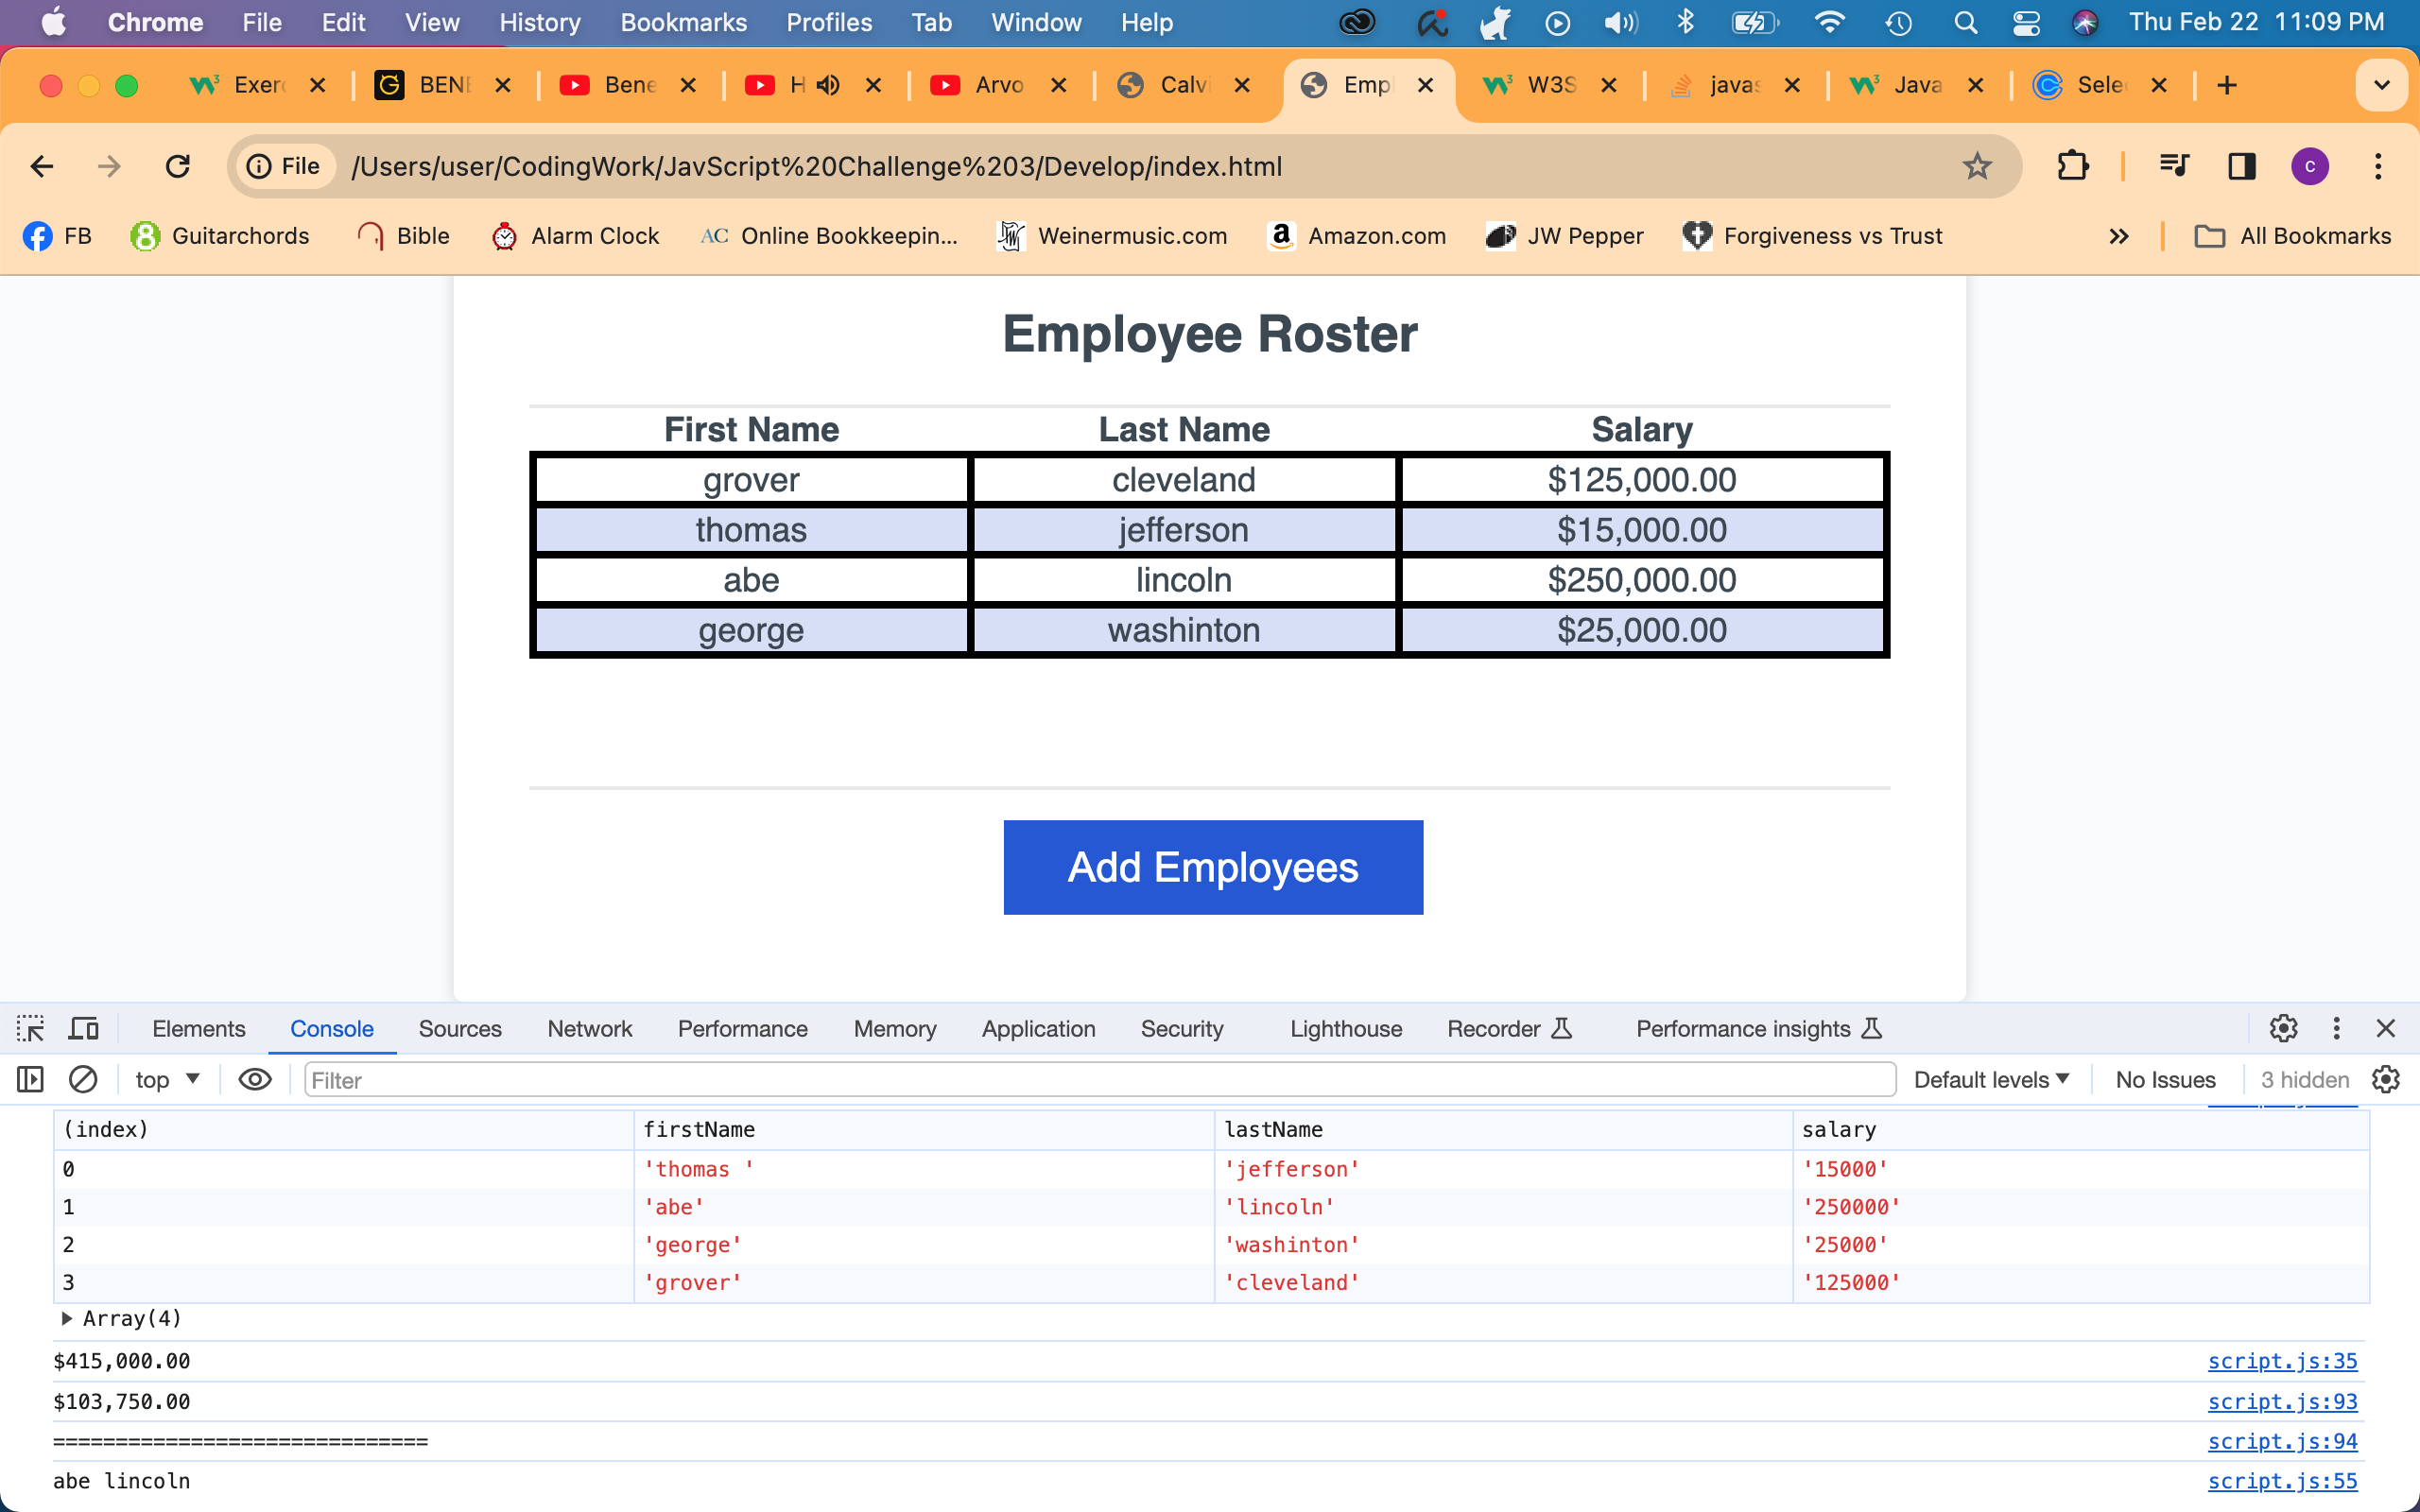 Chrome File Edit View History Bookmarks Profiles Tab Window Help Thu Feb 22 11:09 PM
Exer BENE Bene H Arvo Calvi Empl W3S javas Java Sele
File /Users/user/CodingWork/JavScript%20Challenge%203/Develop/index.html C
FB Guitarchords Bible Alarm Clock AC Online Bookkeepin... Weinermusic.com Amazon.com JW Pepper Forgiveness vs Trust » All Bookmarks
Employee Roster
First Name Last Name Salary
grover cleveland $125,000.00
thomas jefferson $15,000.00
abe lincoln $250,000.00
george washinton $25,000.00
Add Employees
Elements Console Sources Network Performance Memory Application Security Lighthouse Recorder Performance insights
top Filter Default levels No Issues 3 hidden
(index) firstName lastName salary
0 'thomas ' 'jefferson' '15000'
1 'abe' 'lincoln' '250000'
2 'george' 'washinton' '25000'
3 'grover' 'cleveland' '125000'
Array(4)
$415,000.00 script.js:35
$103,750.00 script.js:93
============================== script.js:94
abe lincoln script.js:55